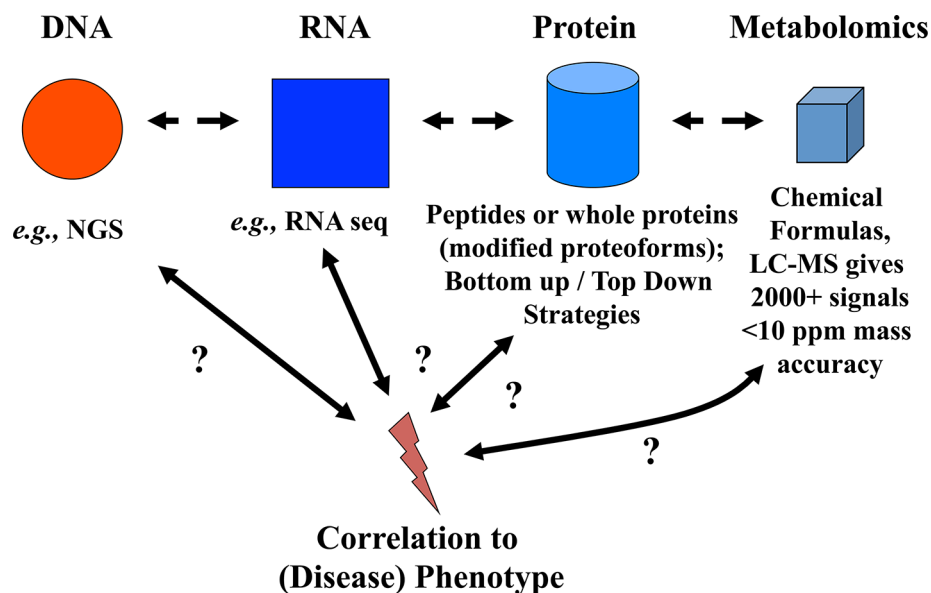 DNA
RNA
Protein
Metabolomics
e.g., NGS
e.g., RNA seq
Peptides or whole proteins
(modified proteoforms);
Bottom up / Top Down
Strategies
Chemical
Formulas,
LC-MS gives
2000+ signals
<10 ppm mass
accuracy
?
?
?
?
Correlation to
(Disease) Phenotype